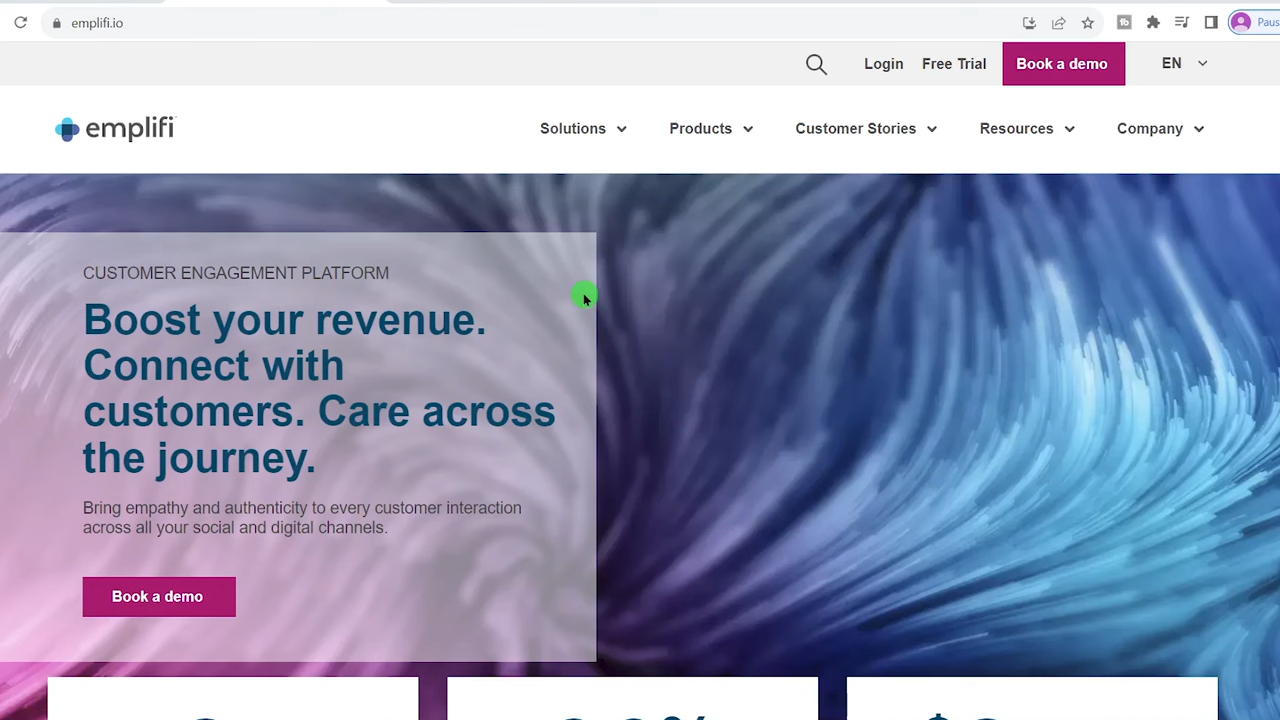 emplifi.io
Paus
Login Free Trial Book a demo EN
emplifi
Solutions Products Customer Stories Resources Company
CUSTOMER ENGAGEMENT PLATFORM
Boost your revenue.
Connect with
customers. Care across
the journey.
Bring empathy and authenticity to every customer interaction
across all your social and digital channels.
Book a demo